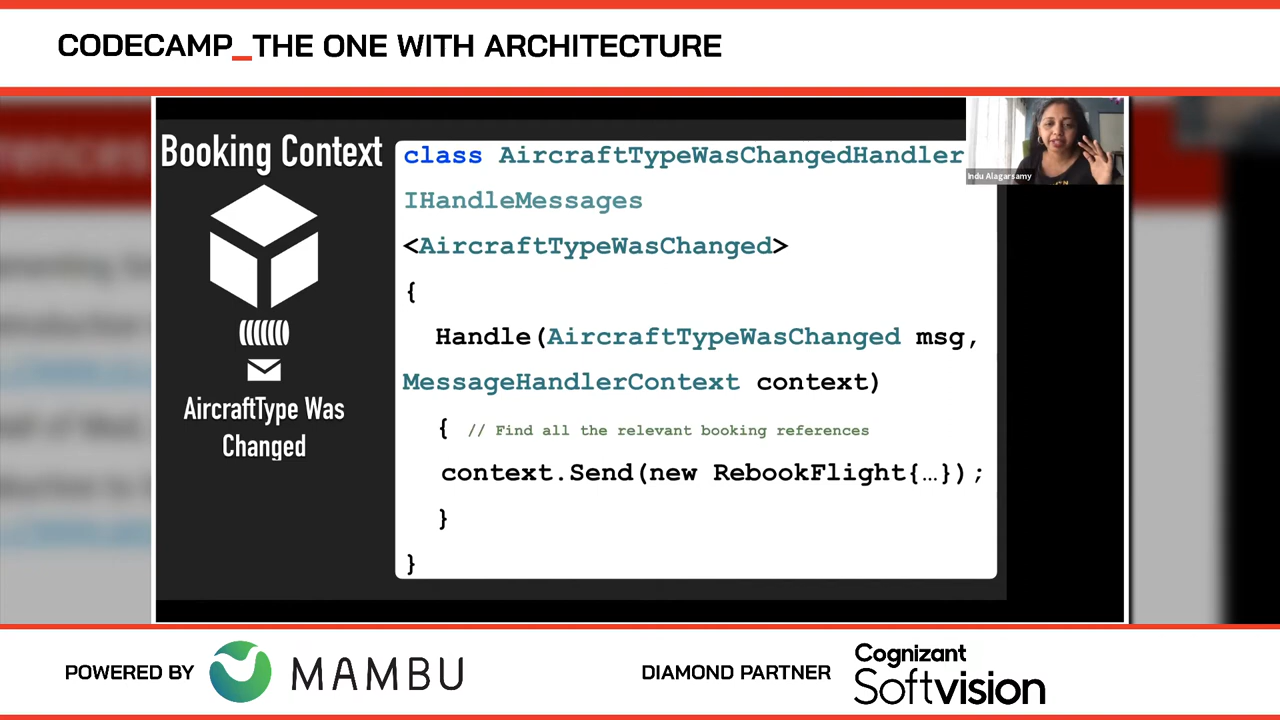 CODECAMP_THE ONE WITH ARCHITECTURE
Booking Context
AircraftType Was
Changed
class AircraftTypeWasChangedHandler
IHandleMessages
<AircraftTypeWasChanged>
{
Handle(AircraftTypeWasChanged msg,
MessageHandlerContext context)
{ // Find all the relevant booking references
context.Send(new RebookFlight{…});
}
}
Indu Alagarsamy
POWERED BY MAMBU
DIAMOND PARTNER
Cognizant
Softvision